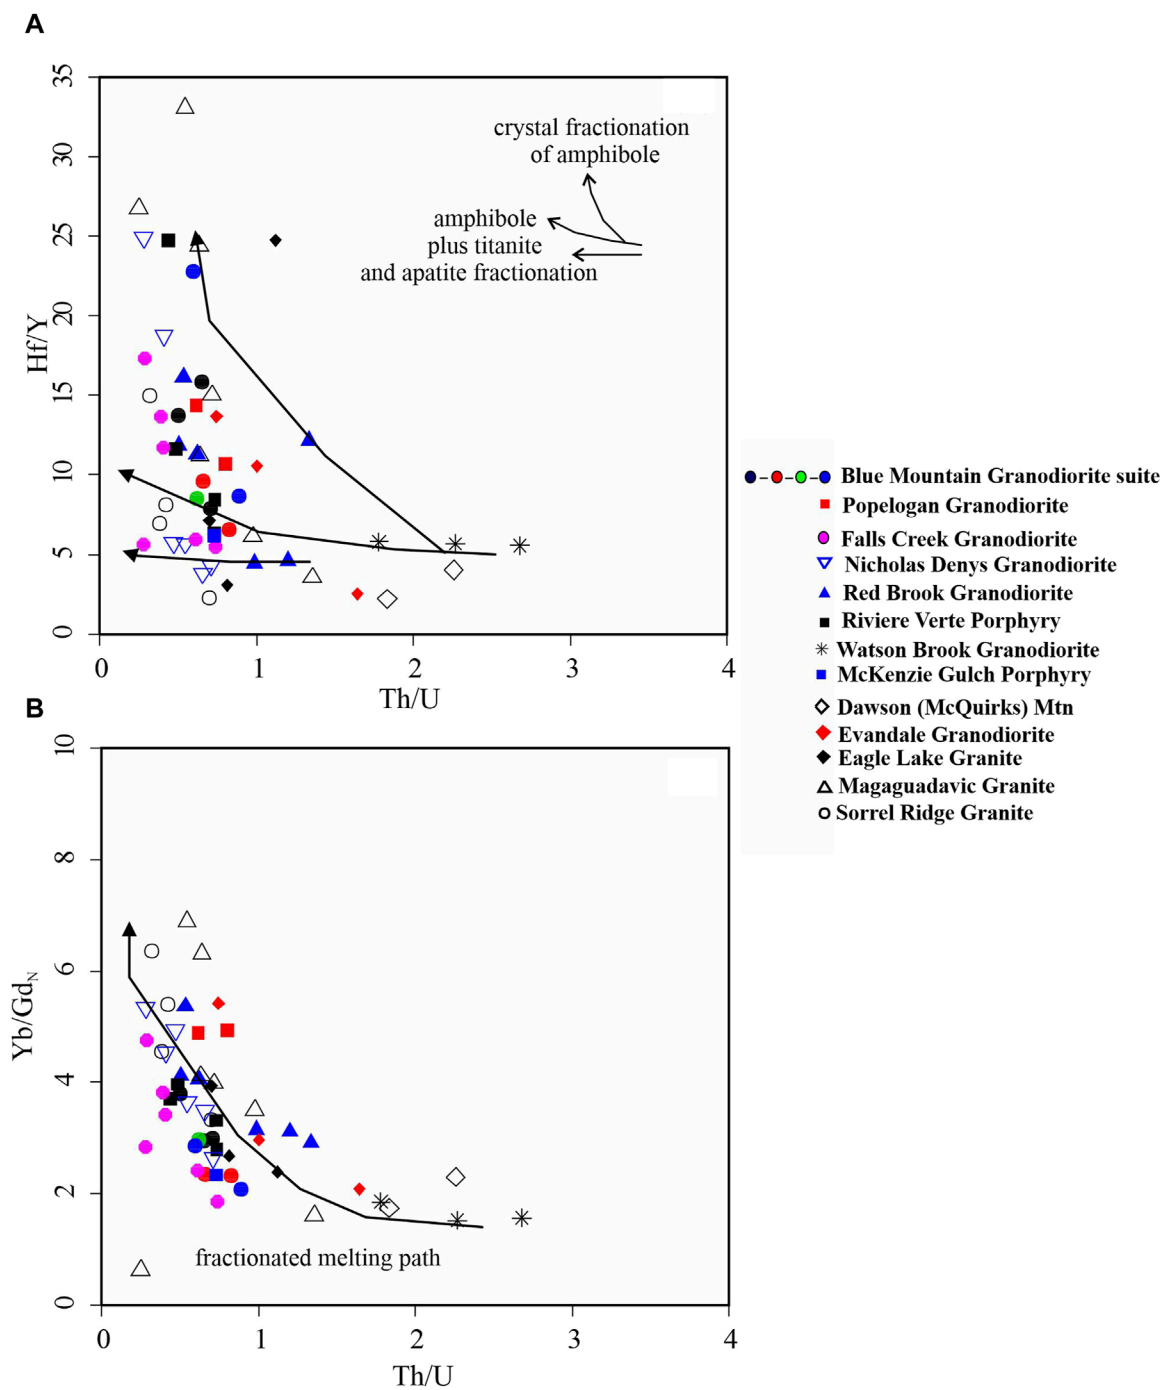 A
35
30
25
20
15
10
5
0
Hf/Y
crystal fractionation
of amphibole
amphibole
plus titanite
and apatite fractionation
0 1 2 3 4
Th/U
Blue Mountain Granodiorite suite
Popelogan Granodiorite
Falls Creek Granodiorite
Nicholas Denys Granodiorite
Red Brook Granodiorite
Riviere Verte Porphyry
Watson Brook Granodiorite
McKenzie Gulch Porphyry
Dawson (McQuirks) Mtn
Evandale Granodiorite
Eagle Lake Granite
Magaguadavic Granite
Sorrel Ridge Granite
B
10
8
6
4
2
0
Yb/GdN
fractionated melting path
0 1 2 3 4
Th/U